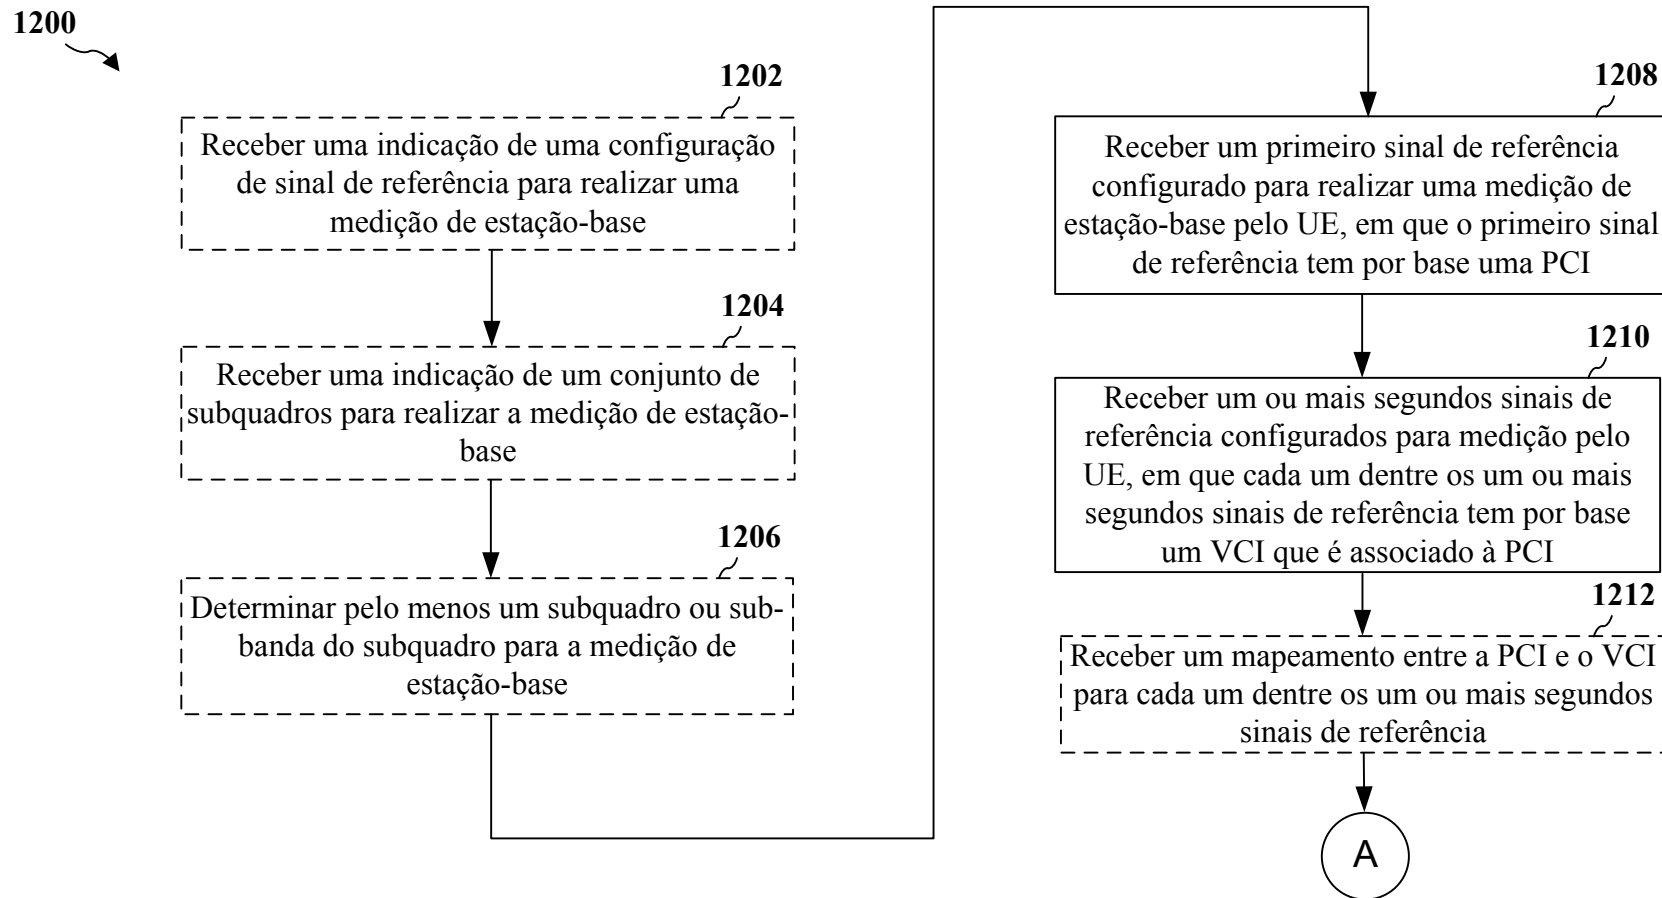 1200
1202
Receber uma indicação de uma configuração
de sinal de referência para realizar uma
medição de estação-base
1204
Receber uma indicação de um conjunto de
subquadros para realizar a medição de estação-
base
1206
Determinar pelo menos um subquadro ou sub-
banda do subquadro para a medição de
estação-base
1208
Receber um primeiro sinal de referência
configurado para realizar uma medição de
estação-base pelo UE, em que o primeiro sinal
de referência tem por base uma PCI
1210
Receber um ou mais segundos sinais de
referência configurados para medição pelo
UE, em que cada um dentre os um ou mais
segundos sinais de referência tem por base
um VCI que é associado à PCI
1212
Receber um mapeamento entre a PCI e o VCI
para cada um dentre os um ou mais segundos
sinais de referência
A